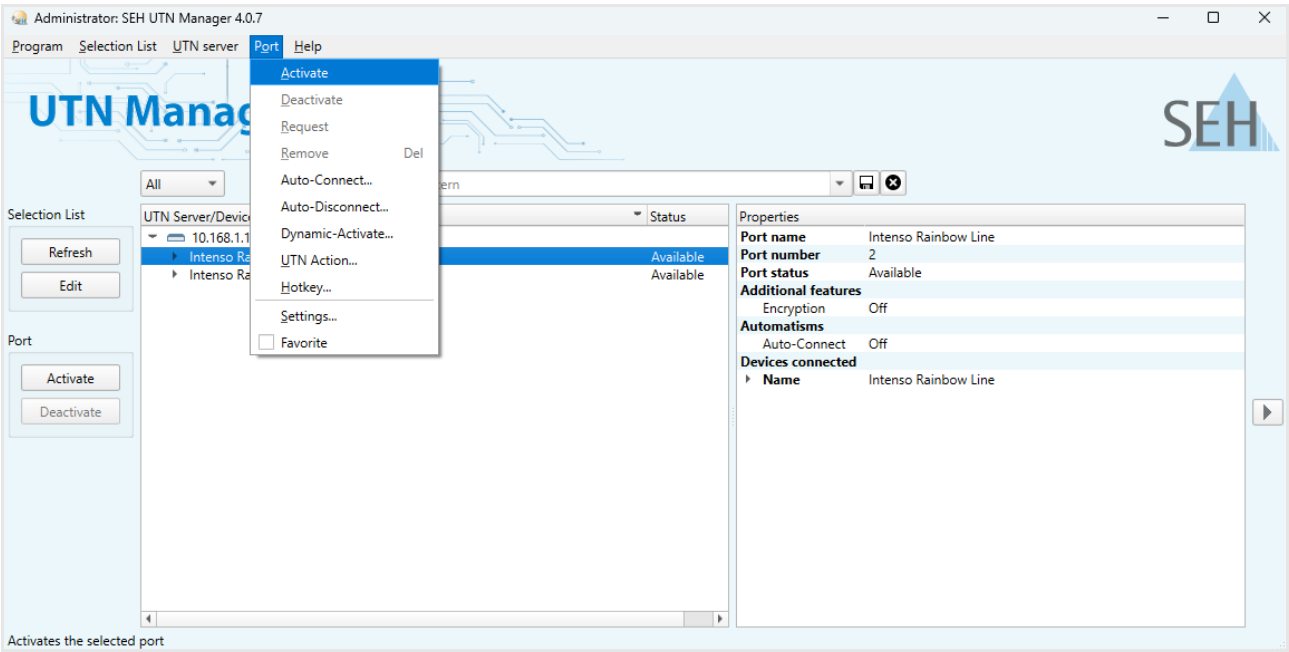 Administrator: SEH UTN Manager 4.0.7
Program Selection List UTN server Port Help
UTN Manag
SEH
Activate
Deactivate
Request
Remove Del
Auto-Connect...
Auto-Disconnect...
Dynamic-Activate...
UTN Action...
Hotkey...
Settings...
Favorite
All
Selection List
Refresh
Edit
Port
Activate
Deactivate
UTN Server/Device Status
10.168.1.1
Intenso Ra Available
Intenso Ra Available
Properties
Port name Intenso Rainbow Line
Port number 2
Port status Available
Additional features
Encryption Off
Automatisms
Auto-Connect Off
Devices connected
Name Intenso Rainbow Line
Activates the selected port